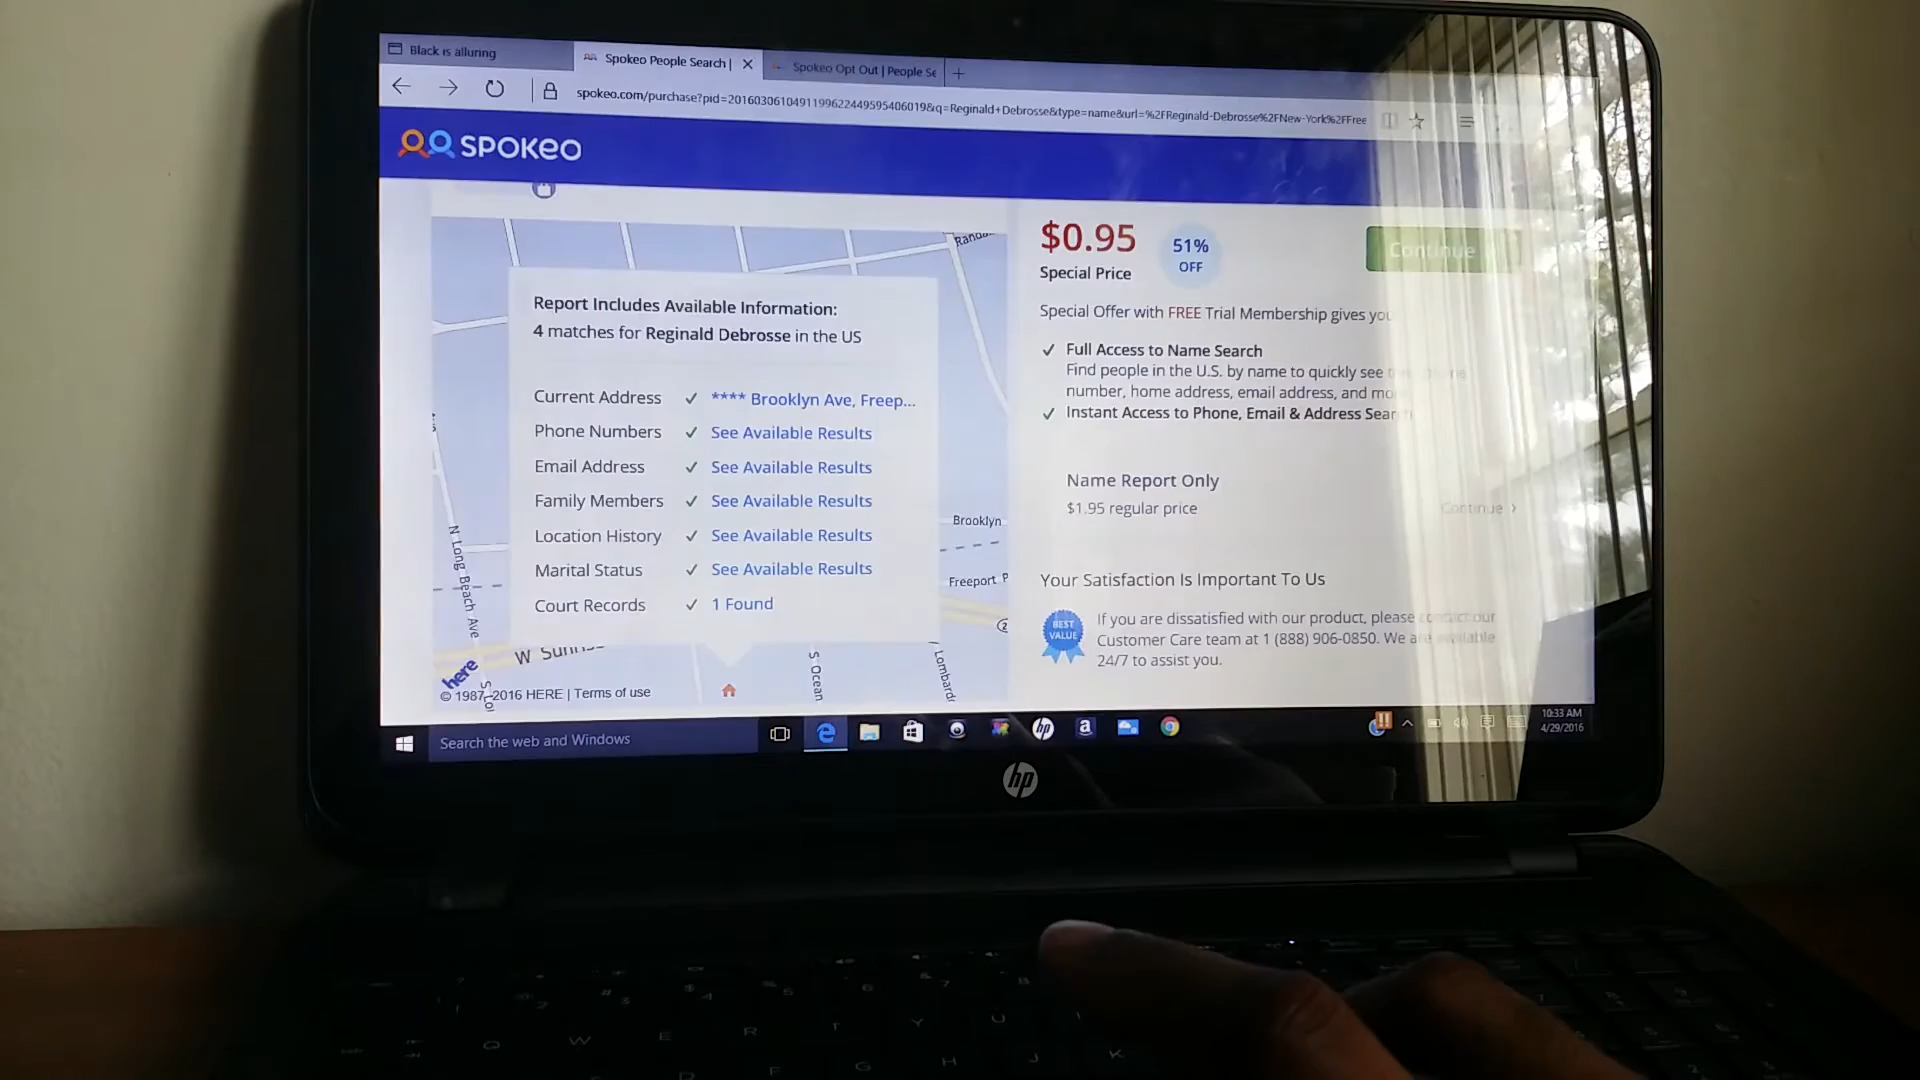 Black is alluring
Spokeo People Search |
Spokeo Opt Out | People Se
spokeo.com/purchase?pid=20160306104911996224495954060198&q=Reginald+Debrosse&type=name&url=%2FReginald-Debrosse%2FNew-York%2FFree
SPOKEO
$0.95
51%
OFF
Special Price
Continue
Special Offer with FREE Trial Membership gives you
Full Access to Name Search
Find people in the U.S. by name to quickly see
number, home address, email address, and mo
Instant Access to Phone, Email & Address Sear
Name Report Only
$1.95 regular price
Continue >
Your Satisfaction Is Important To Us
BEST
VALUE
If you are dissatisfied with our product, please contact our
Customer Care team at 1 (888) 906-0850. We are available
24/7 to assist you.
Report Includes Available Information:
4 matches for Reginald Debrosse in the US
Current Address ✓ **** Brooklyn Ave, Freep...
Phone Numbers ✓ See Available Results
Email Address ✓ See Available Results
Family Members ✓ See Available Results
Location History ✓ See Available Results
Marital Status ✓ See Available Results
Court Records ✓ 1 Found
N Long Beach Ave
Brooklyn
Freeport P
W Sunri
S Ocean
Lombard
here
© 1987-2016 HERE | Terms of use
Search the web and Windows
10:33 AM
4/29/2016
hp